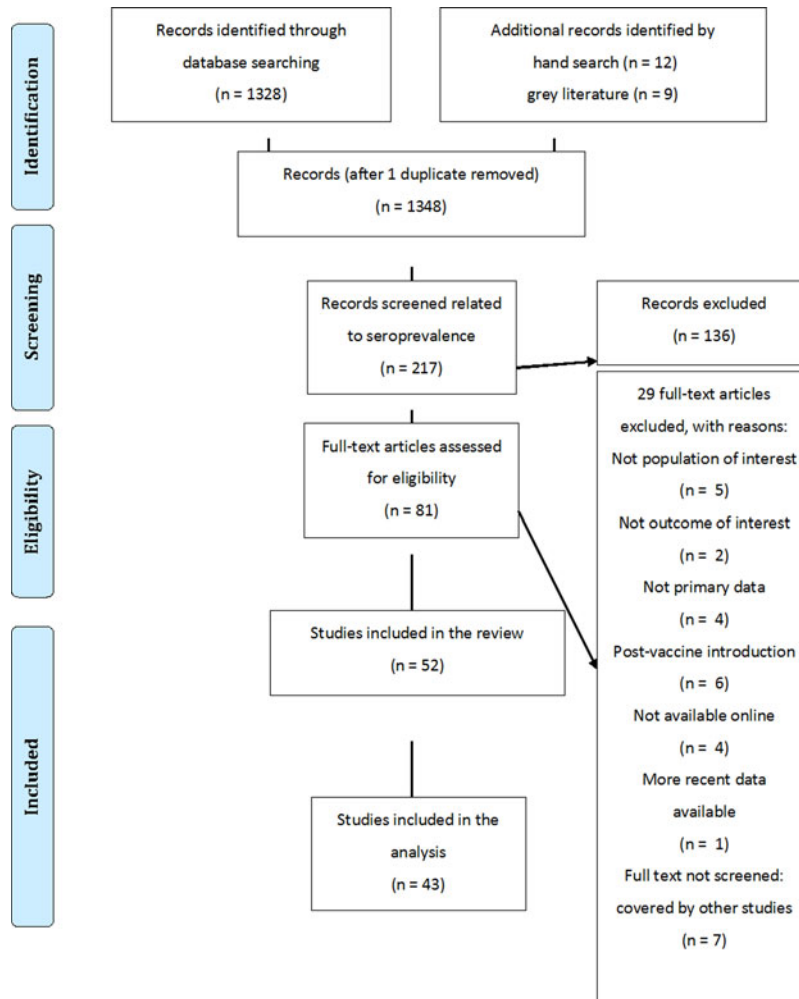 Identification
Records identified through
database searching
(n = 1328)
Additional records identified by
hand search (n = 12)
grey literature (n = 9)
Records (after 1 duplicate removed)
(n = 1348)
Screening
Records screened related
to seroprevalence
(n = 217)
Records excluded
(n = 136)
Eligibility
Full-text articles assessed
for eligibility
(n = 81)
29 full-text articles
excluded, with reasons:
Not population of interest
(n = 5)
Not outcome of interest
(n = 2)
Not primary data
(n = 4)
Post-vaccine introduction
(n = 6)
Not available online
(n = 4)
More recent data
available
(n = 1)
Full text not screened:
covered by other studies
(n = 7)
Included
Studies included in the review
(n = 52)
Studies included in the
analysis
(n = 43)